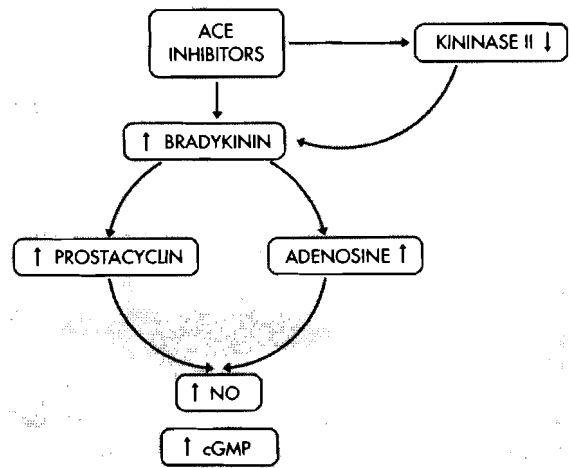 ACE
INHIBITORS
KININASE II ↓
↑ BRADYKININ
↑ PROSTACYCLIN
ADENOSINE ↑
↑ NO
↑ cGMP